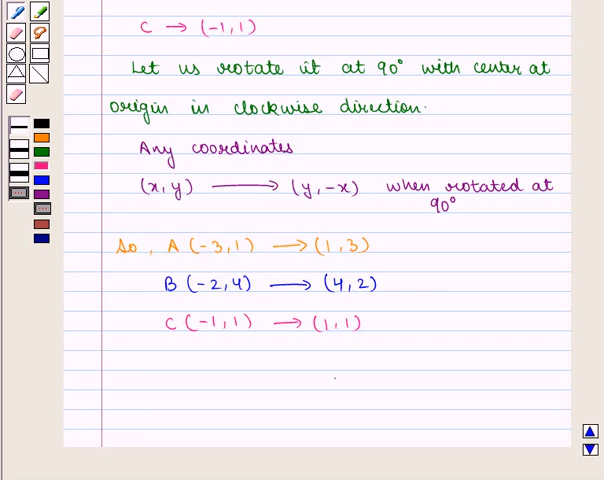 C → (-1, 1)
Let us rotate it at 90° with center at
origin in clockwise direction.
Any coordinates
(x, y) ⟶ (y, -x) when rotated at
90°
So, A (-3, 1) ⟶ (1, 3)
B (-2, 4) ⟶ (4, 2)
C (-1, 1) ⟶ (1, 1)